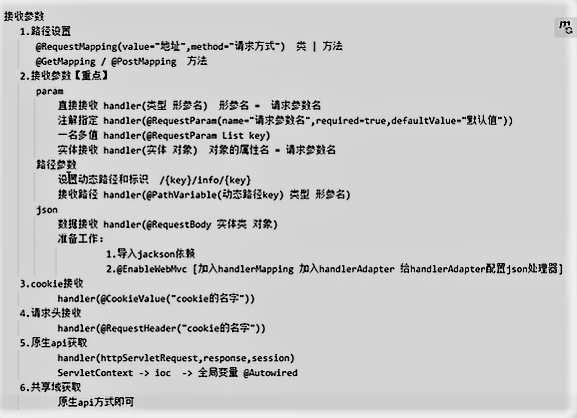 接收参数
1.路径设置
@RequestMapping(value="地址",method="请求方式") 类 | 方法
@GetMapping / @PostMapping 方法
2.接收参数【重点】
param
直接接收 handler(类型 形参名) 形参名 = 请求参数名
注解指定 handler(@RequestParam(name="请求参数名",required=true,defaultValue="默认值"))
一名多值 handler(@RequestParam List key)
实体接收 handler(实体 对象) 对象的属性名 = 请求参数名
路径参数
设置动态路径和标识 /{key}/info/{key}
接收路径 handler(@PathVariable(动态路径key) 类型 形参名)
json
数据接收 handler(@RequestBody 实体类 对象)
准备工作：
1.导入jackson依赖
2.@EnableWebMvc [加入handlerMapping 加入handlerAdapter 给handlerAdapter配置json处理器]
3.cookie接收
handler(@CookieValue("cookie的名字"))
4.请求头接收
handler(@RequestHeader("cookie的名字"))
5.原生api获取
handler(httpServletRequest,response,session)
ServletContext -> ioc -> 全局变量 @Autowired
6.共享域获取
原生api方式即可